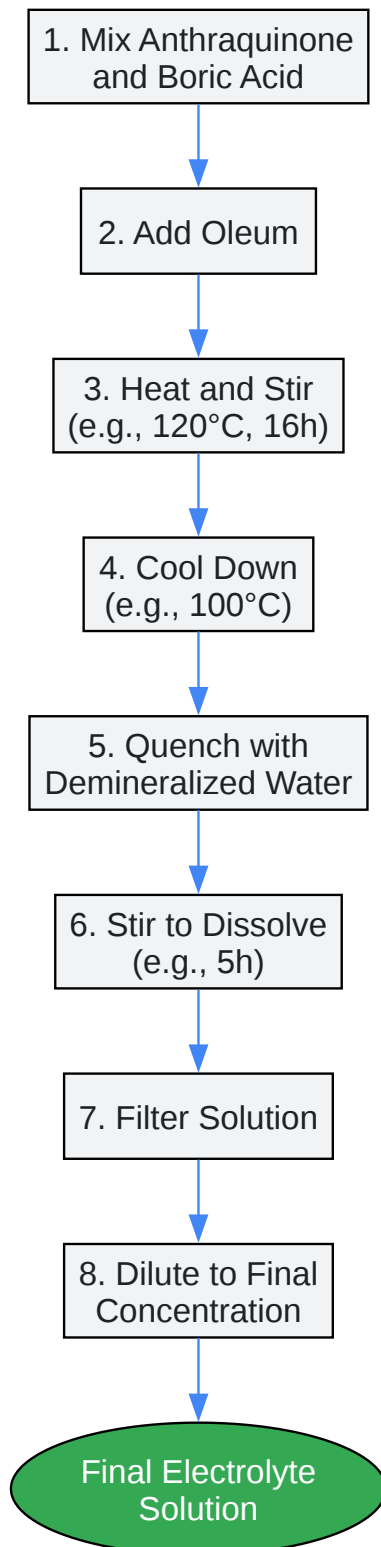 1. Mix Anthraquinone
and Boric Acid
2. Add Oleum
3. Heat and Stir
(e.g., 120°C, 16h)
4. Cool Down
(e.g., 100°C)
5. Quench with
Demineralized Water
6. Stir to Dissolve
(e.g., 5h)
7. Filter Solution
8. Dilute to Final
Concentration
Final Electrolyte
Solution